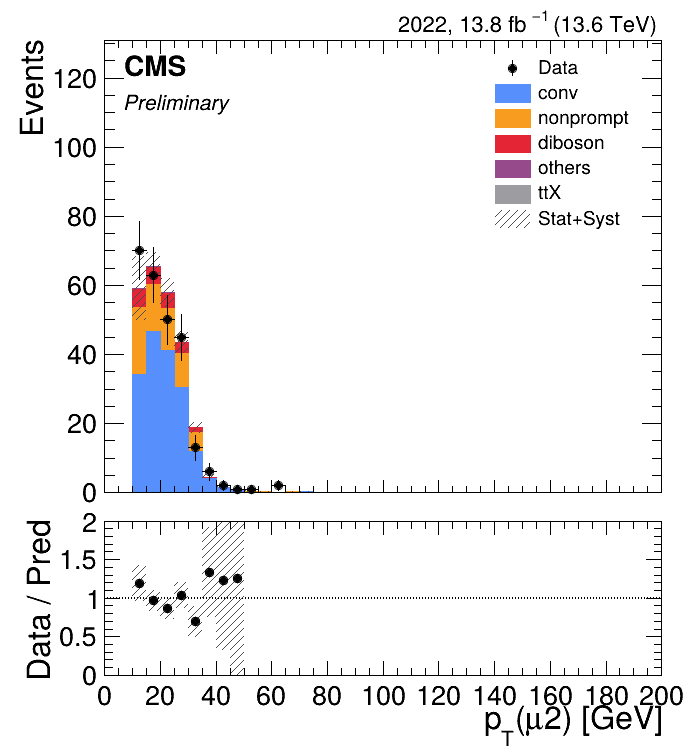 2022, 13.8 fb⁻¹ (13.6 TeV)
CMS
Preliminary
Events
Data
conv
nonprompt
diboson
others
ttX
Stat+Syst
120
100
80
60
40
20
0
Data / Pred
2
1.5
1
0.5
0
0 20 40 60 80 100 120 140 160 180 200
p_T(μ2) [GeV]